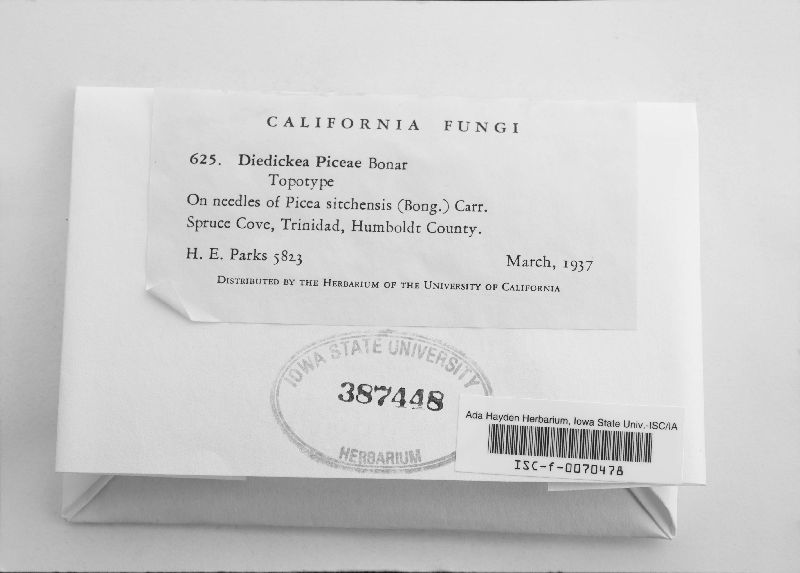 CALIFORNIA FUNGI
625. Diedickea Piceae Bonar
Topotype
On needles of Picea sitchensis (Bong.) Carr.
Spruce Cove, Trinidad, Humboldt County.
H. E. Parks 5823 March, 1937
DISTRIBUTED BY THE HERBARIUM OF THE UNIVERSITY OF CALIFORNIA
IOWA STATE UNIVERSITY
387448
HERBARIUM
Ada Hayden Herbarium, Iowa State Univ.-ISC/IA
ISC-f-0070478